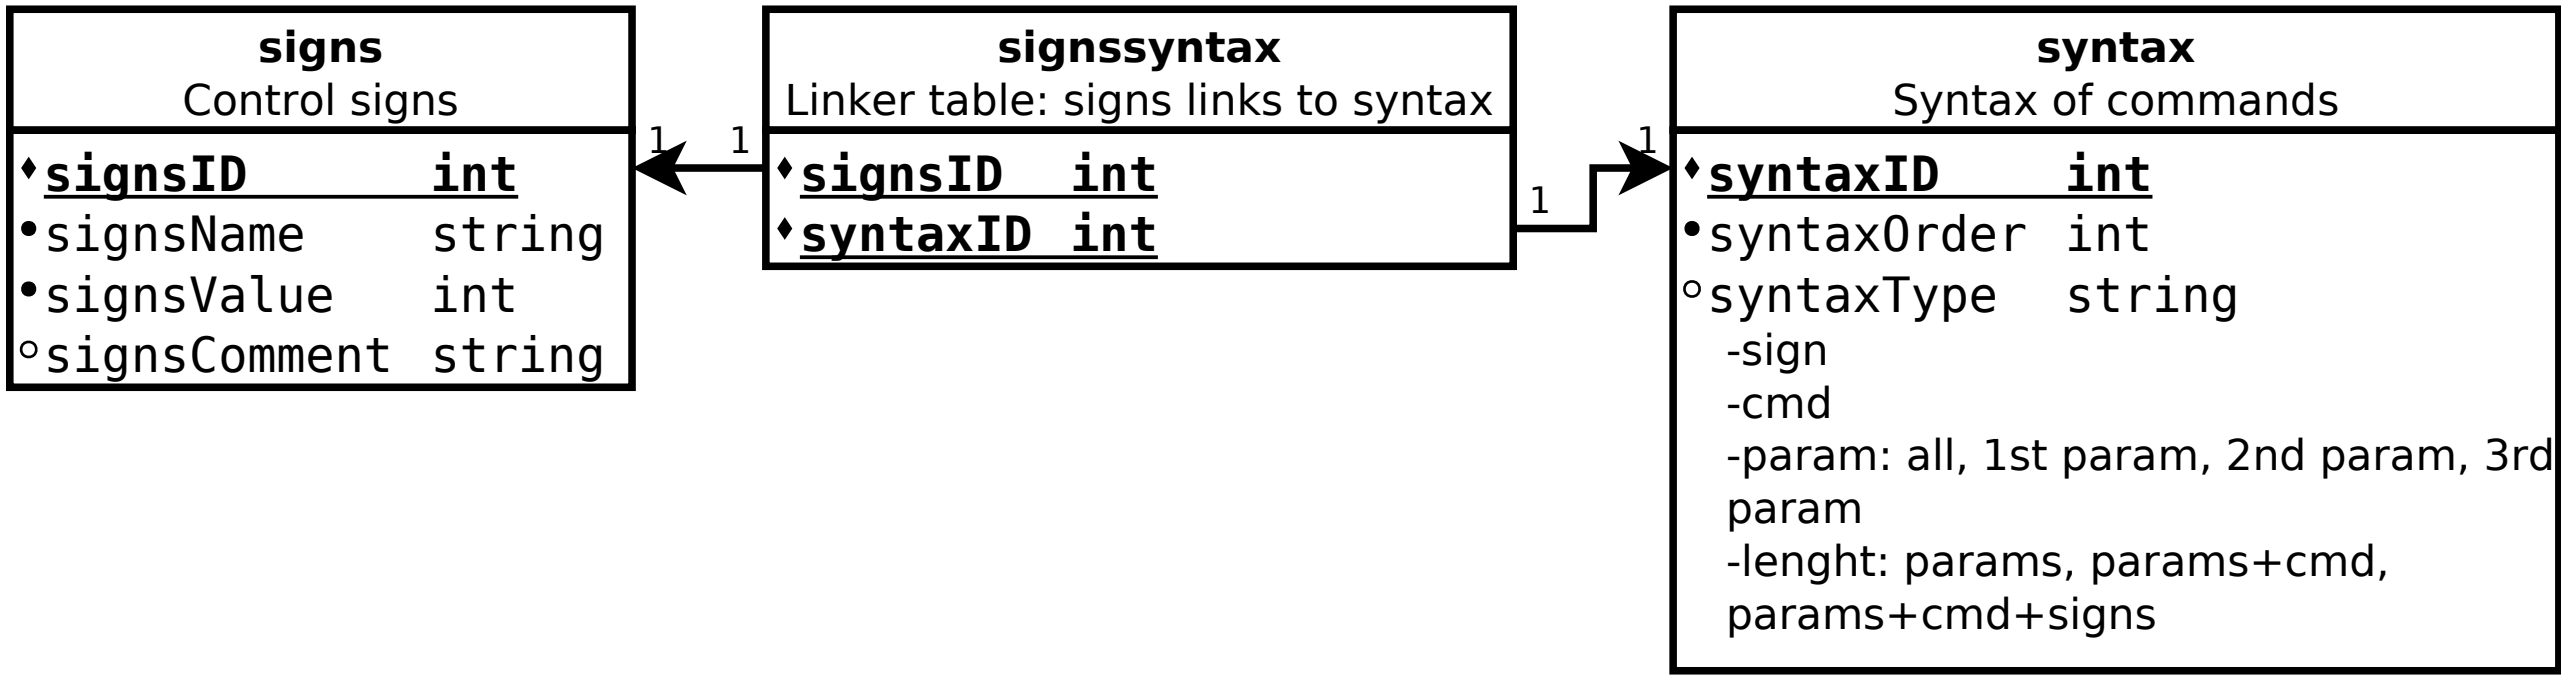 signs
Control signs
signsID int
signsName string
signsValue int
signsComment string
1 1
signssyntax
Linker table: signs links to syntax
signsID int
syntaxID int
1 1
syntax
Syntax of commands
syntaxID int
syntaxOrder int
syntaxType string
-sign
-cmd
-param: all, 1st param, 2nd param, 3rd
param
-lenght: params, params+cmd,
params+cmd+signs